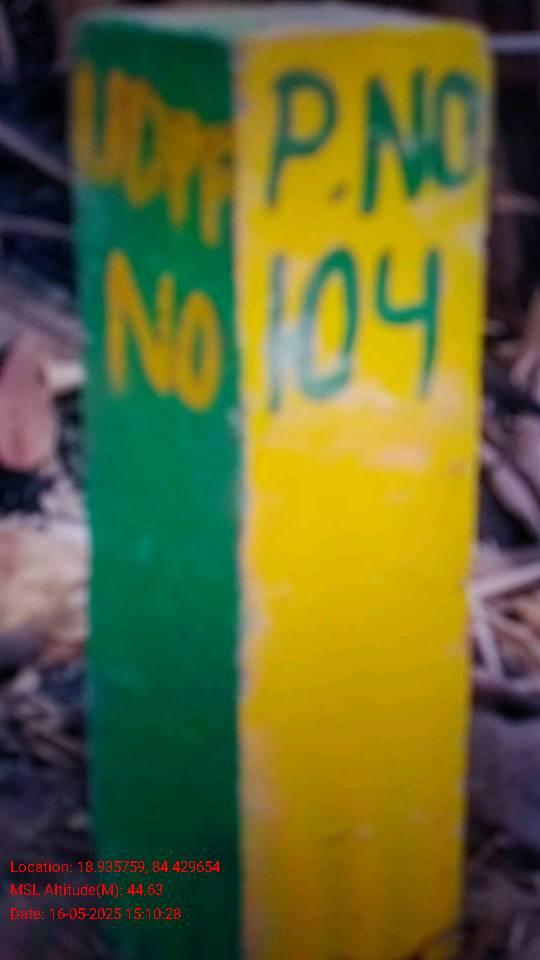 P.NO
104
NO
Location: 18.935759, 84.429654
MSL Altitude(M): 44.63
Date: 16-05-2025 15:10:28